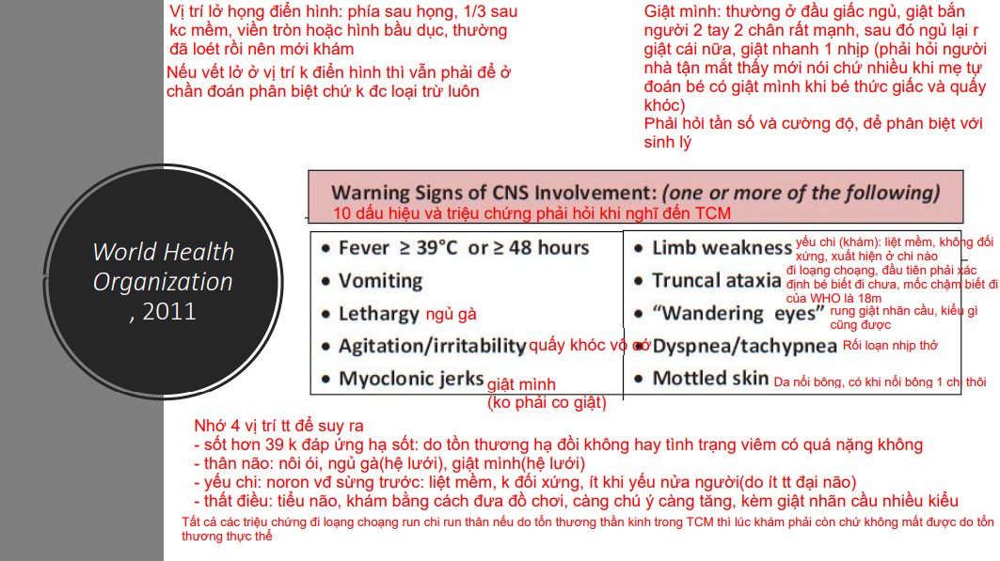 Vị trí lở họng điển hình: phía sau họng, 1/3 sau
kc mềm, viền tròn hoặc hình bầu dục, thường
đã loét rồi nên mới khám
Nếu vết lở ở vị trí k điển hình thì vẫn phải để ở
chần đoán phân biệt chứ k đc loại trừ luôn
Giật mình: thường ở đầu giấc ngủ, giật bắn
người 2 tay 2 chân rất mạnh, sau đó ngủ lại r
giật cái nữa, giật nhanh 1 nhịp (phải hỏi người
nhà tận mắt thấy mới nói chứ nhiều khi mẹ tự
đoán bé có giật mình khi bé thức giấc và quấy
khóc)
Phải hỏi tần số và cường độ, để phân biệt với
sinh lý
World Health
Organization
, 2011
Warning Signs of CNS Involvement: (one or more of the following)
10 dấu hiệu và triệu chứng phải hỏi khi nghĩ đến TCM
• Fever ≥ 39°C or ≥ 48 hours
• Vomiting
• Lethargy ngủ gà
• Agitation/irritability quấy khóc vô cớ
• Myoclonic jerks giật mình
(ko phải co giật)
• Limb weakness yếu chi (khám): liệt mềm, không đối
xứng, xuất hiện ở chi nào
• Truncal ataxia đi loạng choạng, đầu tiên phải xác
định bé biết đi chưa, mốc chậm biết đi
của WHO là 18m
• “Wandering eyes” rung giật nhãn cầu, kiểu gì
cũng được
• Dyspnea/tachypnea Rối loạn nhịp thở
• Mottled skin Da nổi bông, có khi nổi bông 1 chi thôi
Nhớ 4 vị trí tt để suy ra
- sốt hơn 39 k đáp ứng hạ sốt: do tồn thương hạ đồi không hay tình trạng viêm có quá nặng không
- thân não: nôi ói, ngủ gà(hệ lưới), giật mình(hệ lưới)
- yếu chi: noron vđ sừng trước: liệt mềm, k đối xứng, ít khi yếu nửa người(do ít tt đại não)
- thất điều: tiểu não, khám bằng cách đưa đồ chơi, càng chú ý càng tăng, kèm giật nhãn cầu nhiều kiểu
Tất cả các triệu chứng đi loạng choạng run chi run thân nếu do tổn thương thần kinh trong TCM thì lúc khám phải còn chứ không mất được do tổn
thương thực thể